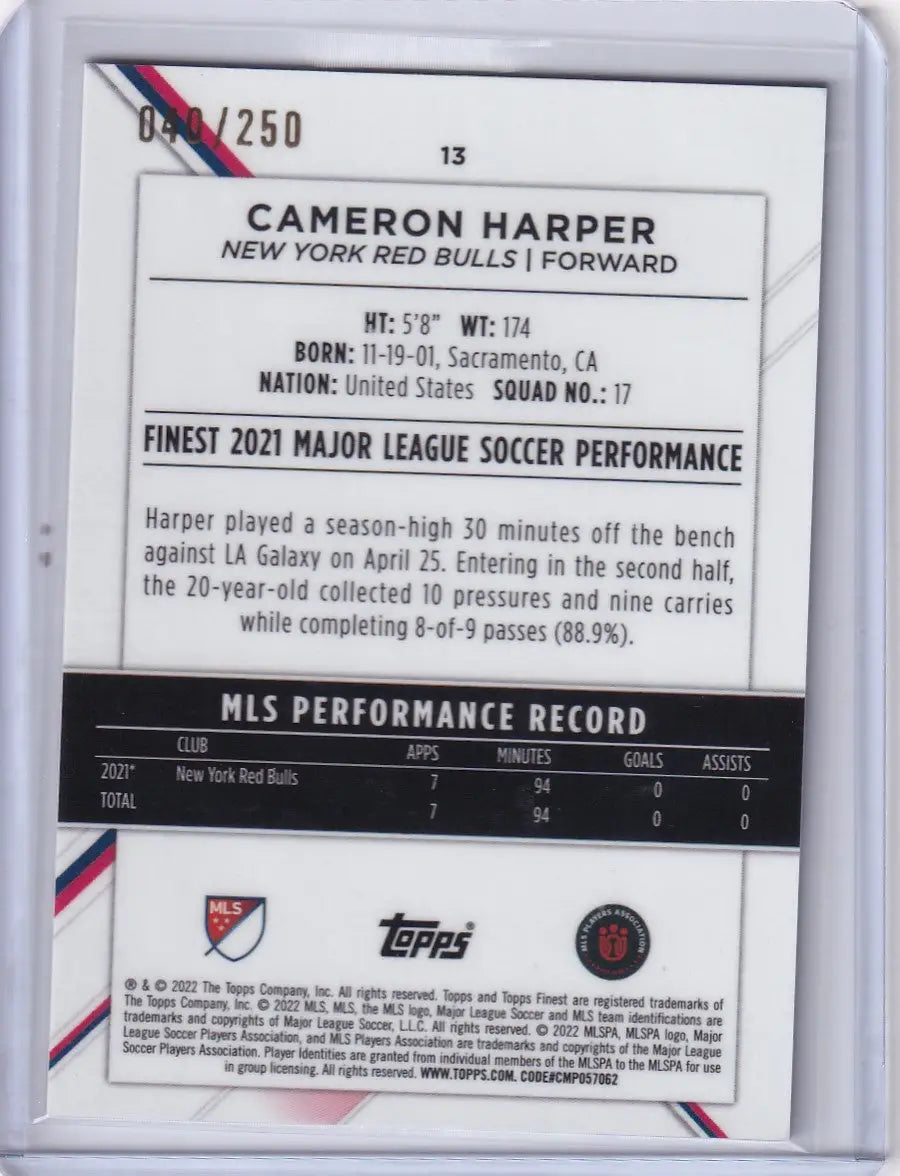 040/250
13
CAMERON HARPER
NEW YORK RED BULLS | FORWARD
HT: 5'8" WT: 174
BORN: 11-19-01, Sacramento, CA
NATION: United States SQUAD NO.: 17
FINEST 2021 MAJOR LEAGUE SOCCER PERFORMANCE
Harper played a season-high 30 minutes off the bench
against LA Galaxy on April 25. Entering in the second half,
the 20-year-old collected 10 pressures and nine carries
while completing 8-of-9 passes (88.9%).
MLS PERFORMANCE RECORD
CLUB APPS MINUTES GOALS ASSISTS
2021* New York Red Bulls 7 94 0 0
TOTAL 7 94 0 0
MLS
topps®
MLS PLAYERS ASSOCIATION
® & © 2022 The Topps Company, Inc. All rights reserved. Topps and Topps Finest are registered trademarks of
The Topps Company, Inc. © 2022 MLS, MLS, the MLS logo, Major League Soccer and MLS team identifications are
trademarks and copyrights of Major League Soccer, L.L.C. All rights reserved. © 2022 MLSPA, MLSPA logo, Major
League Soccer Players Association, and MLS Players Association are trademarks and copyrights of the Major League
Soccer Players Association. Player Identities are granted from individual members of the MLSPA to the MLSPA for use
in group licensing. All rights reserved. WWW.TOPPS.COM. CODE#CMP057062